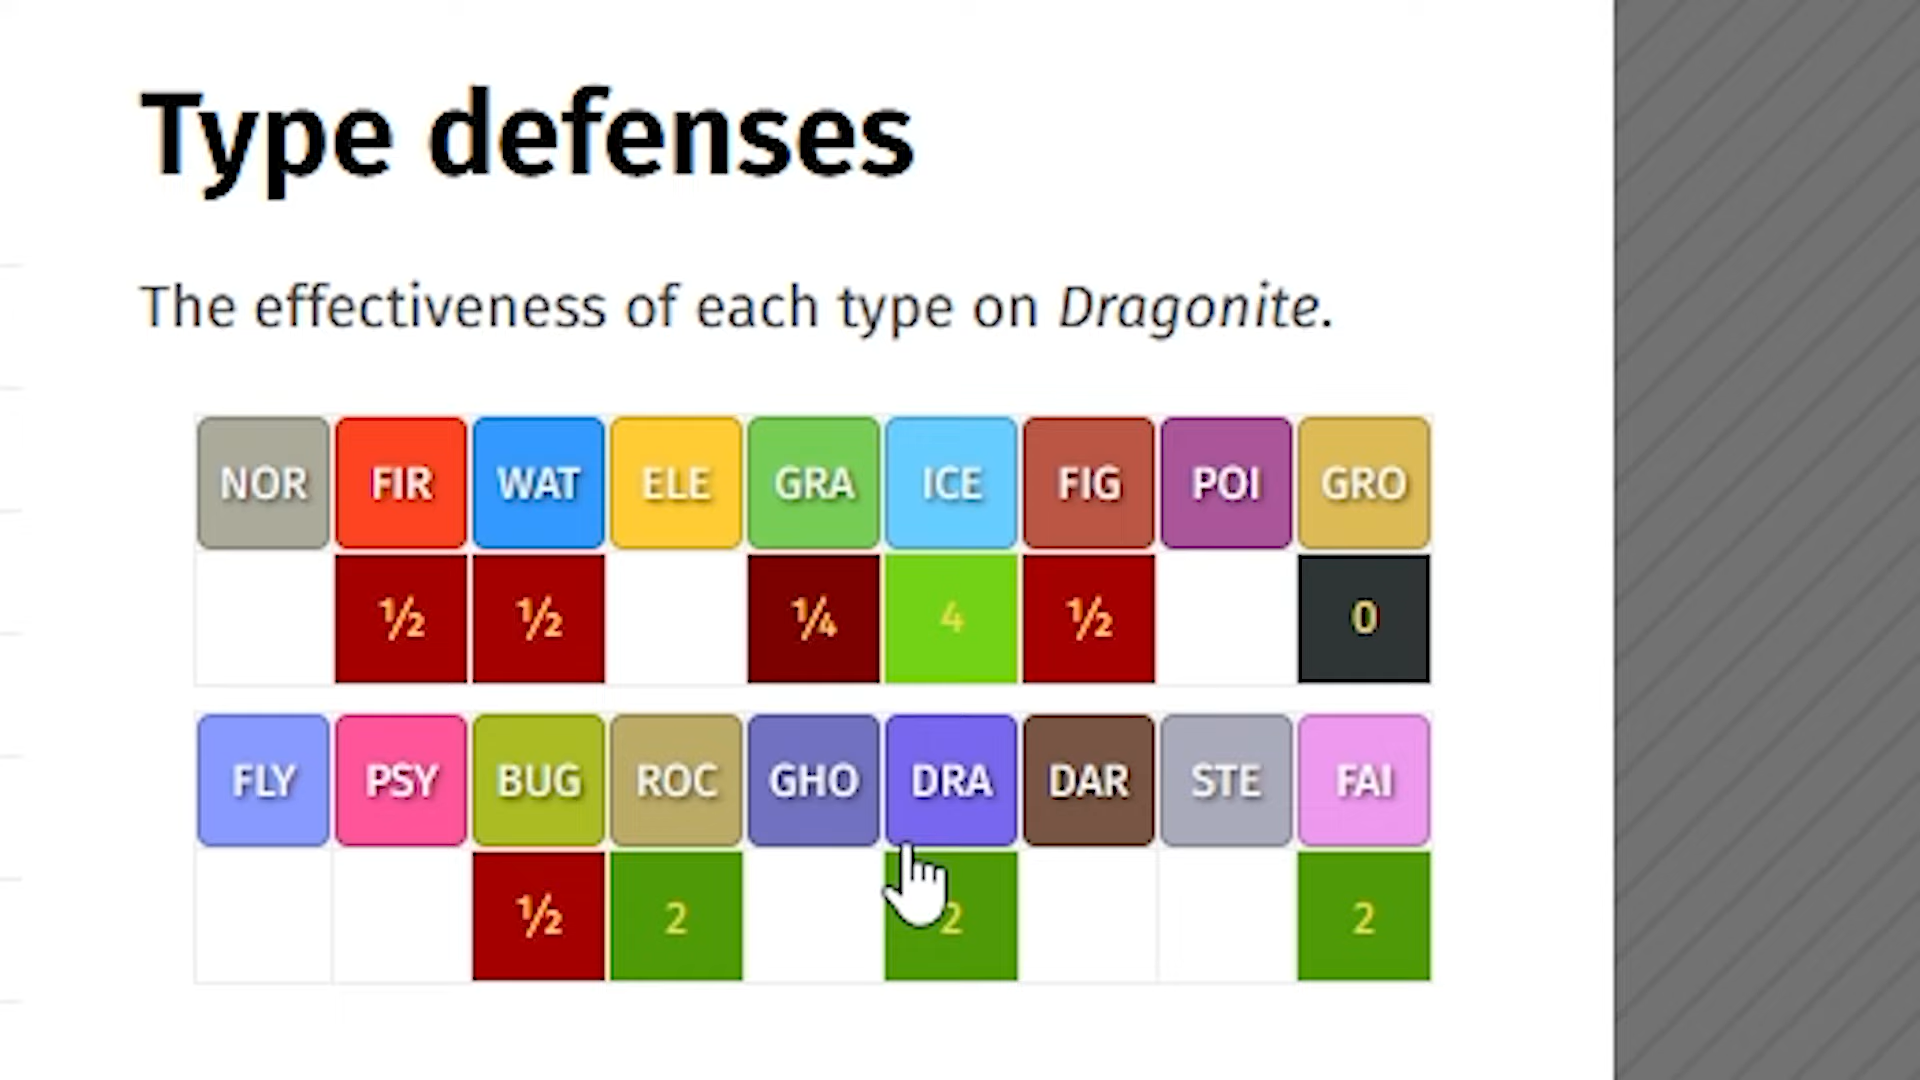 Type defenses
The effectiveness of each type on Dragonite.
NOR FIR WAT ELE GRA ICE FIG POI GRO
½ ½ ¼ 4 ½ 0
FLY PSY BUG ROC GHO DRA DAR STE FAI
½ 2 2 2